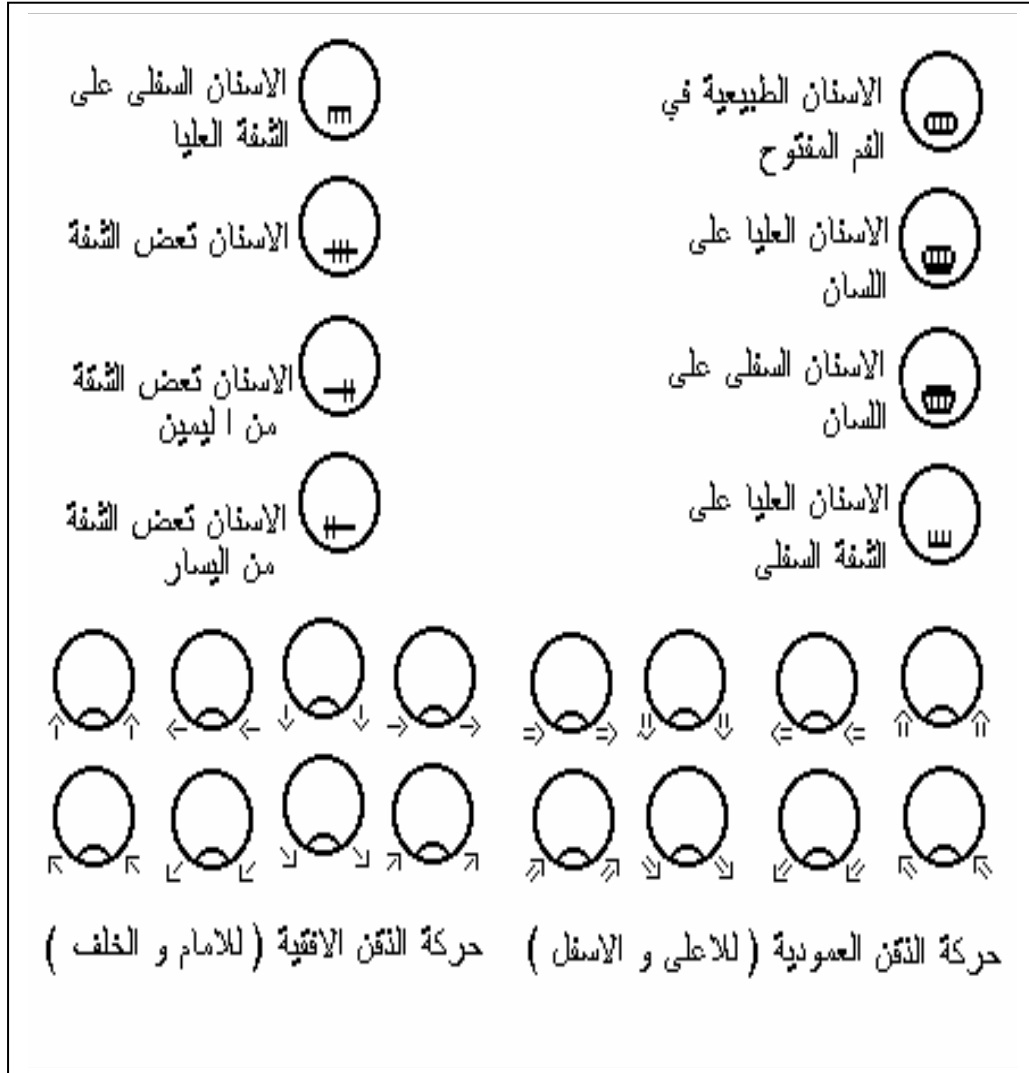 الاسنان الطبيعية في
الفم المفتوح
الاسنان العليا على
اللسان
الاسنان السفلى على
اللسان
الاسنان العليا على
الشفة السفلى
الاسنان السفلى على
الشفة العليا
الاسنان تعض الشفة
الاسنان تعض الشفة
من ا ليمين
الاسنان تعض الشفة
من اليسار
حركة الذقن العمودية ( للاعلى و الاسفل )
حركة الذقن الافقية ( للامام و الخلف )